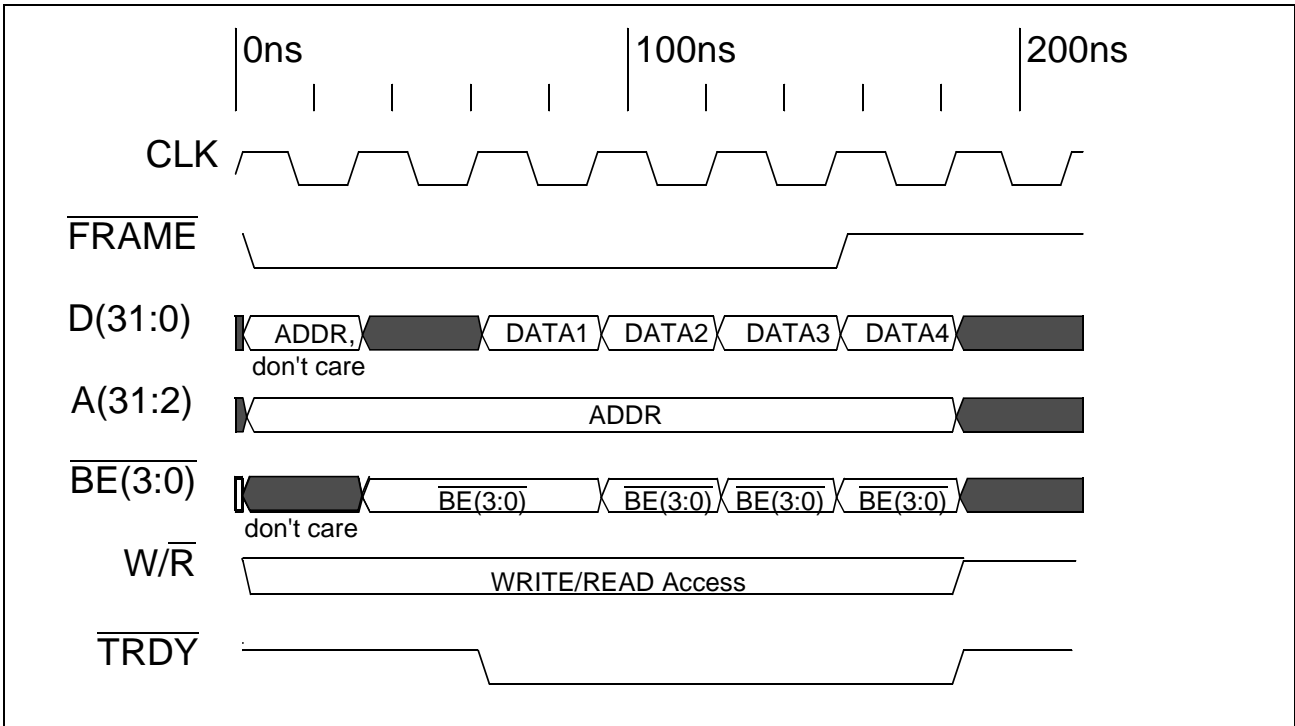 0ns 100ns 200ns
CLK
FRAME
D(31:0) ADDR, DATA1 DATA2 DATA3 DATA4
don't care
A(31:2) ADDR
BE(3:0) BE(3:0) BE(3:0) BE(3:0) BE(3:0)
don't care
W/R WRITE/READ Access
TRDY